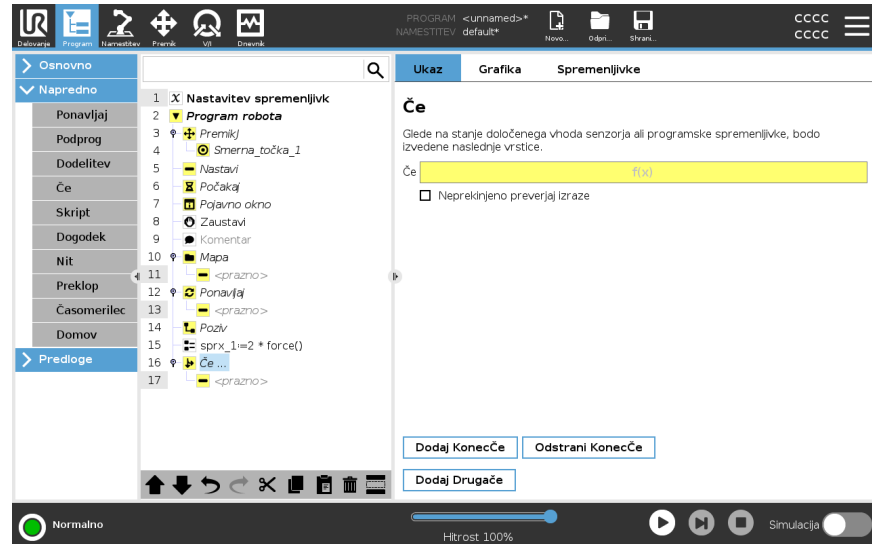 UR
PROGRAM <unnamed>*
NAMESTITEV default*
CCCC
CCCC
Delovanje Program Namestitev Premik V/I Dnevnik Novo... Odpri... Shrani...
Osnovno
Napredno
Ponavljaj
Podprog
Dodelitev
Če
Skript
Dogodek
Nit
Preklop
Časomerilec
Domov
Predloge
1 X Nastavitev spremenljivk
2 Program robota
3 PremikJ
4 Smerna_točka_1
5 Nastavi
6 Počakaj
7 Pojavno okno
8 Zaustavi
9 Komentar
10 Mapa
11 <prazno>
12 Ponavljaj
13 <prazno>
14 Poziv
15 sprx_1≔2 * force()
16 Če ...
17 <prazno>
Ukaz Grafika Spremenljivke
Če
Glede na stanje določenega vhoda senzorja ali programske spremenljivke, bodo
izvedene naslednje vrstice.
Če f(x)
Neprekinjeno preverjaj izraze
Dodaj KonecČe Odstrani KonecČe
Dodaj Drugače
Normalno
Hitrost 100%
Simulacija